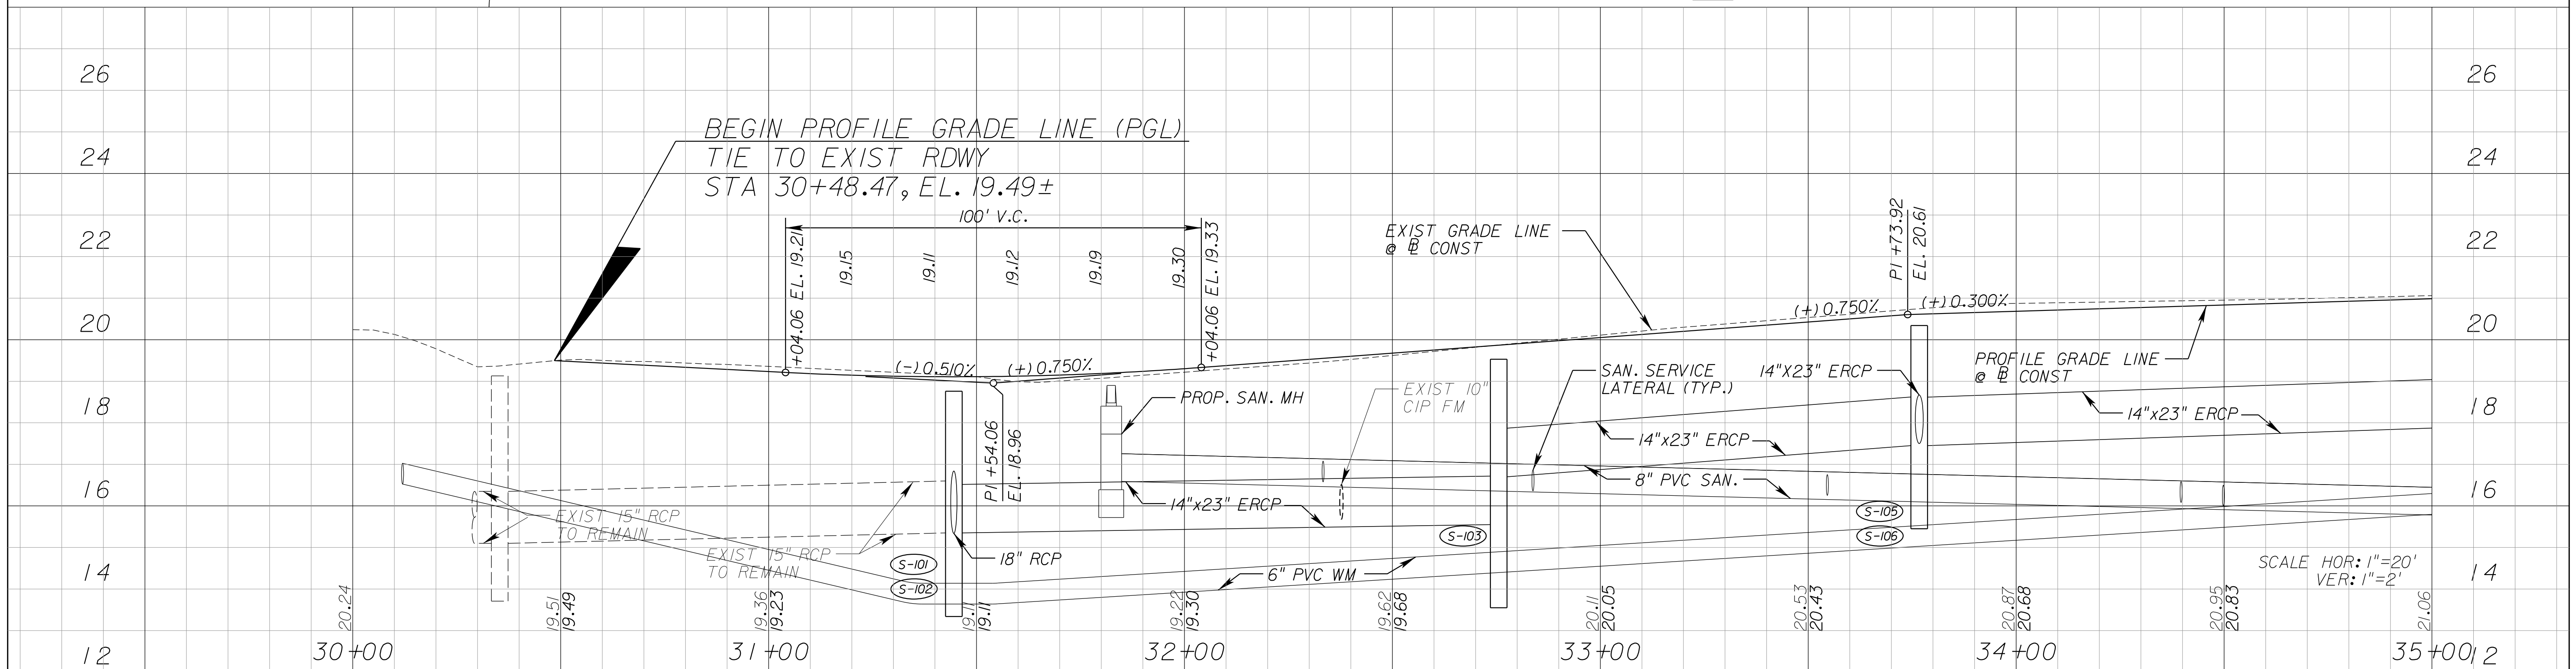 26
26
24
24
22
22
20
20
18
18
16
16
14
14
12
12
BEGIN PROFILE GRADE LINE (PGL)
TIE TO EXIST RDWY
STA 30+48.47, EL. 19.49±
100' V.C.
+04.06 EL. 19.21
19.15
19.11
19.12
19.19
19.30
+04.06 EL. 19.33
EXIST GRADE LINE
@ B CONST
PI +73.92
EL. 20.61
(-) 0.510%
(+) 0.750%
(+) 0.750%
(+) 0.300%
PI +54.06
EL. 18.96
PROP. SAN. MH
EXIST 10"
CIP FM
SAN. SERVICE
LATERAL (TYP.)
14"X23" ERCP
PROFILE GRADE LINE
@ B CONST
14"x23" ERCP
14"x23" ERCP
8" PVC SAN.
14"x23" ERCP
EXIST 15" RCP
TO REMAIN
EXIST 15" RCP
TO REMAIN
18" RCP
6" PVC WM
S-101
S-102
S-103
S-105
S-106
SCALE HOR: 1"=20'
VER: 1"=2'
20.24
19.51
19.49
19.36
19.23
19.11
19.11
19.22
19.30
19.62
19.68
20.11
20.05
20.53
20.43
20.87
20.68
20.95
20.83
21.06
30+00
31+00
32+00
33+00
34+00
35+00